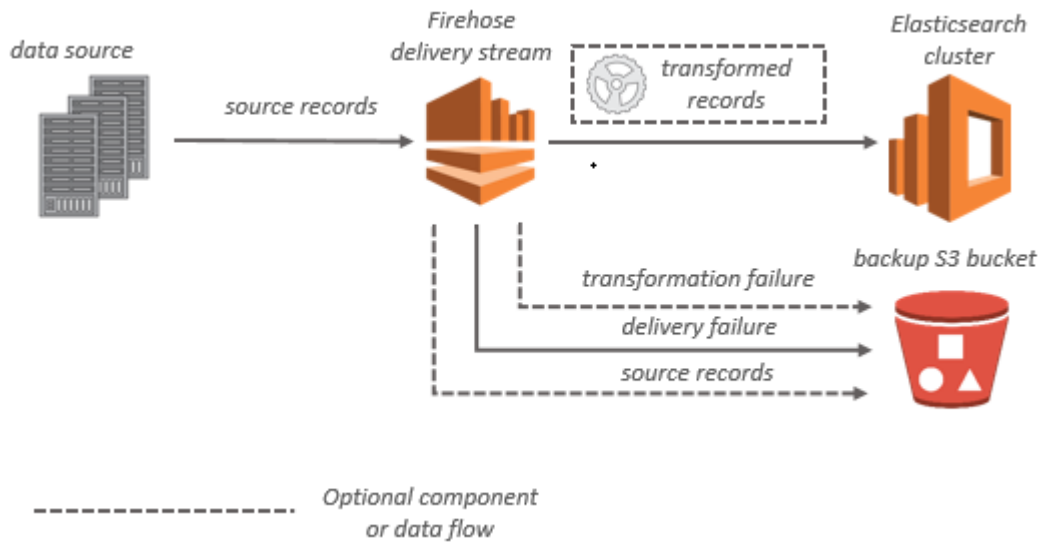 data source
source records
Firehose
delivery stream
transformed
records
Elasticsearch
cluster
backup S3 bucket
transformation failure
delivery failure
source records
Optional component
or data flow